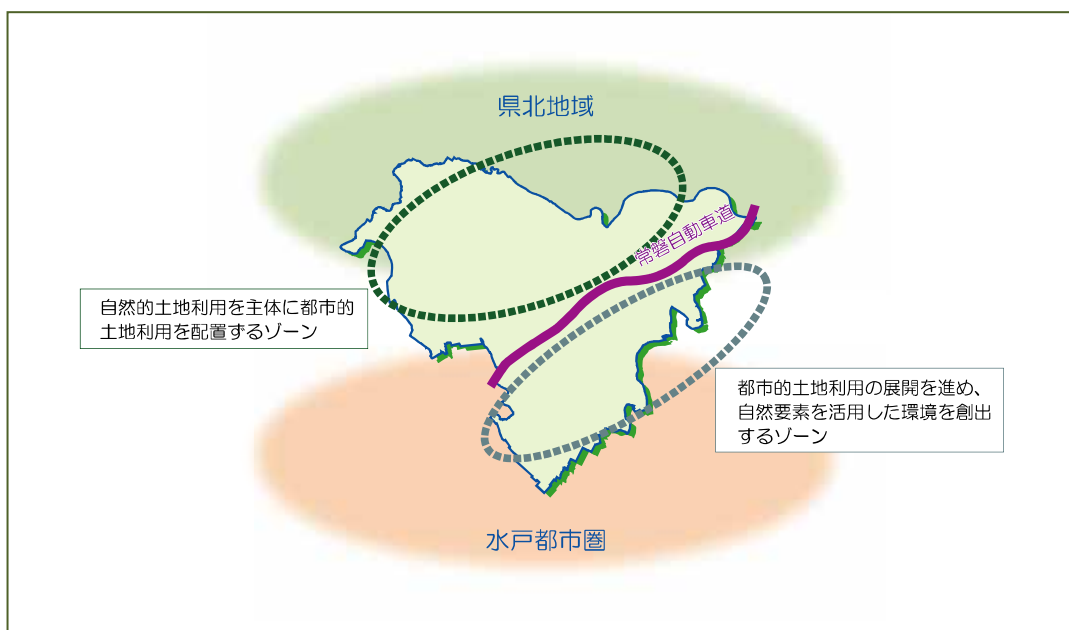 県北地域
常磐自動車道
自然的土地利用を主体に都市的
土地利用を配置するゾーン
都市的土地利用の展開を進め、
自然要素を活用した環境を創出
するゾーン
水戸都市圏